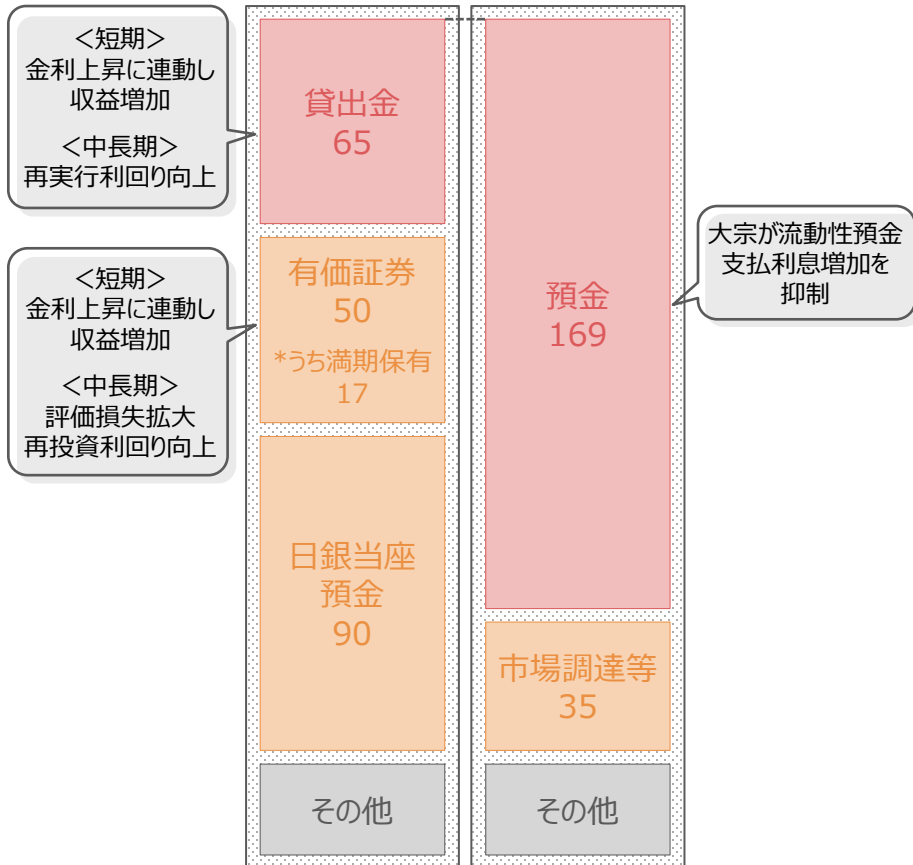 <短期>
金利上昇に連動し
収益増加
<中長期>
再実行利回り向上
<短期>
金利上昇に連動し
収益増加
<中長期>
評価損失拡大
再投資利回り向上
貸出金
65
有価証券
50
*うち満期保有
17
日銀当座
預金
90
その他
預金
169
市場調達等
35
その他
大宗が流動性預金
支払利息増加を
抑制